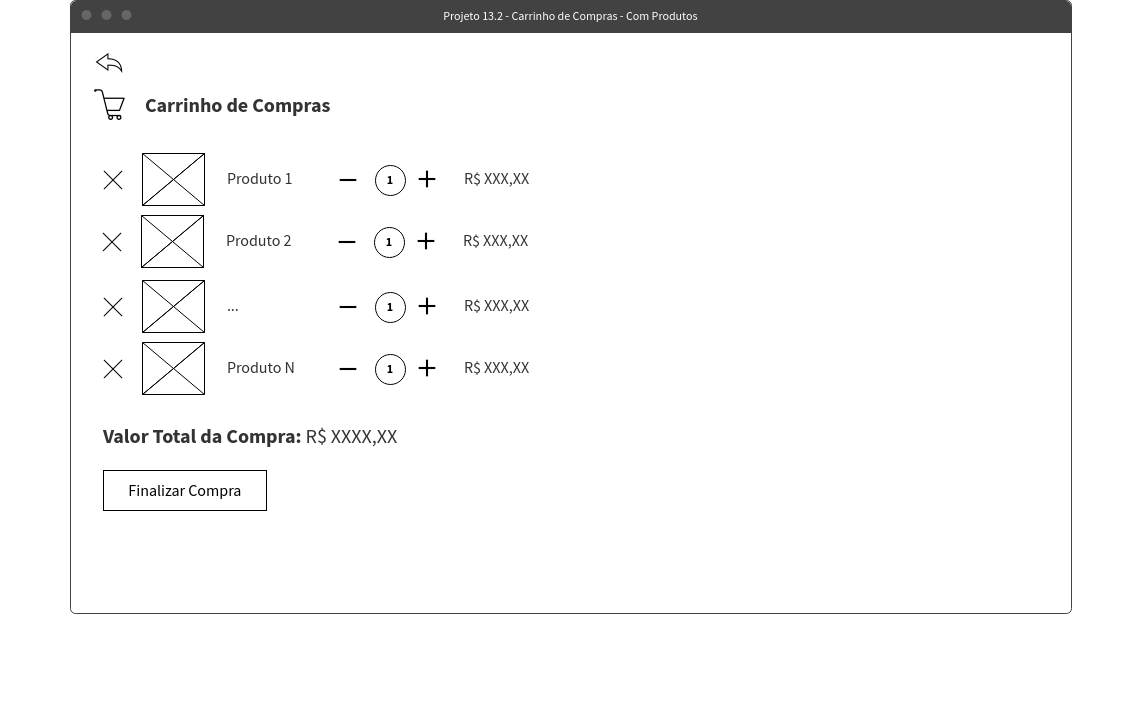 Projeto 13.2 - Carrinho de Compras - Com Produtos
Carrinho de Compras
Produto 1 1 R$ XXX,XX
Produto 2 1 R$ XXX,XX
... 1 R$ XXX,XX
Produto N 1 R$ XXX,XX
Valor Total da Compra: R$ XXXX,XX
Finalizar Compra